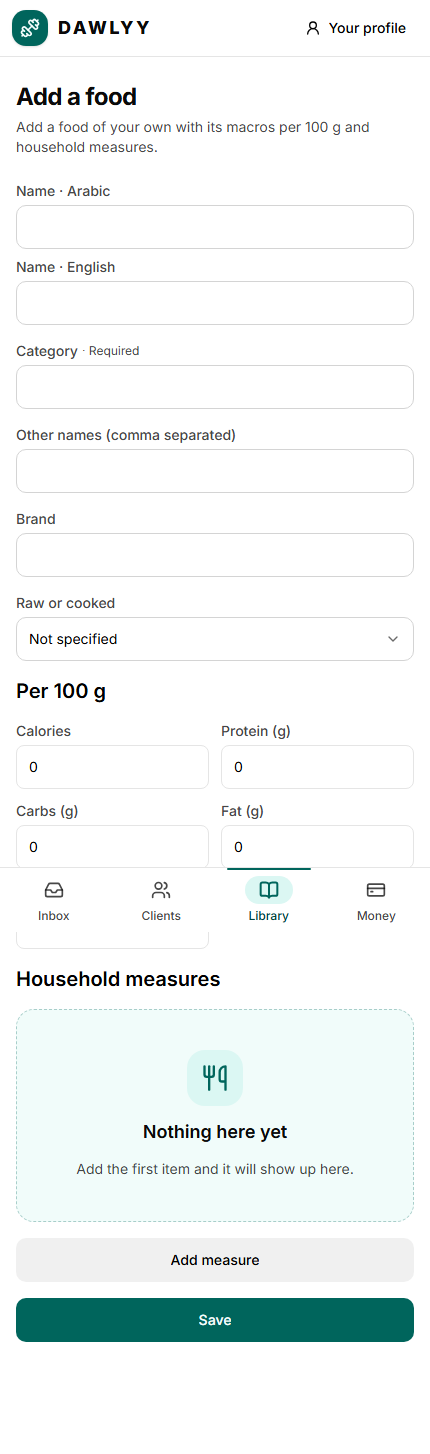 DAWLYY
Your profile
Add a food
Add a food of your own with its macros per 100 g and
household measures.
Name · Arabic
Name · English
Category · Required
Other names (comma separated)
Brand
Raw or cooked
Not specified
Per 100 g
Calories
Protein (g)
0
0
Carbs (g)
Fat (g)
0
0
Inbox
Clients
Library
Money
Household measures
Nothing here yet
Add the first item and it will show up here.
Add measure
Save